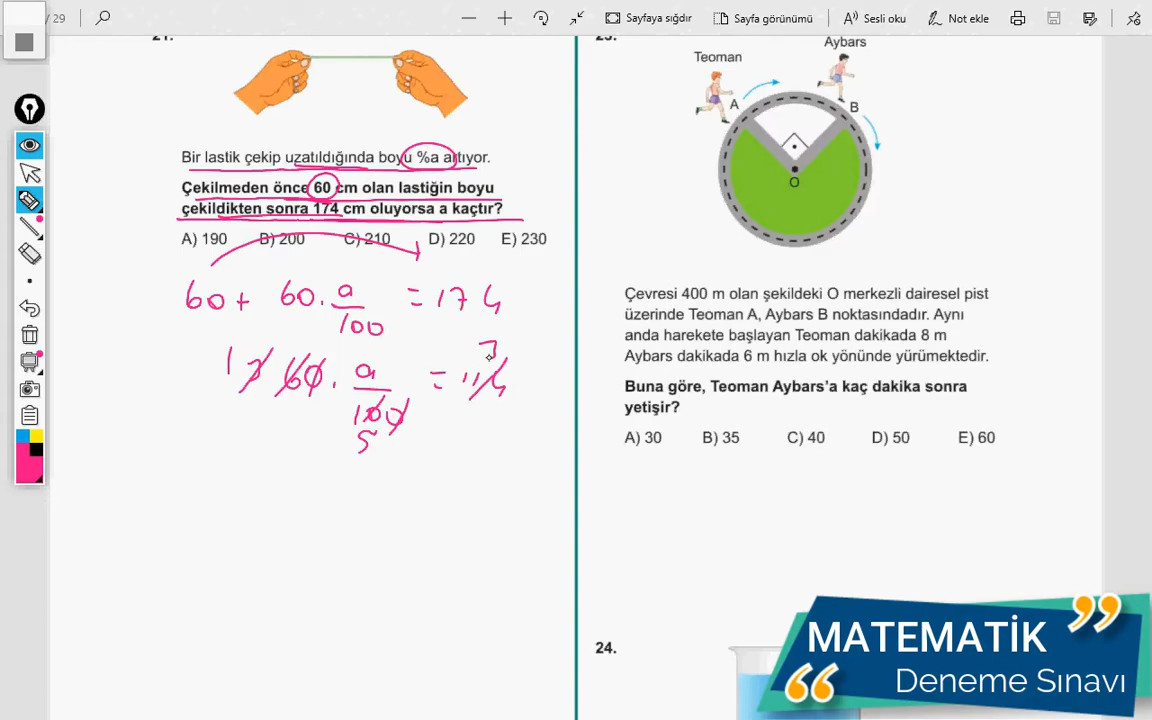 / 29
Sayfaya sığdır
Sayfa görünümü
Sesli oku
Not ekle
21.
Bir lastik çekip uzatıldığında boyu %a artıyor.
Çekilmeden önce 60 cm olan lastiğin boyu
çekildikten sonra 174 cm oluyorsa a kaçtır?
A) 190 B) 200 C) 210 D) 220 E) 230
60 + 60 . a/100 = 174
60 . a/100 = 114
23.
Teoman
Aybars
A
B
O
Çevresi 400 m olan şekildeki O merkezli dairesel pist
üzerinde Teoman A, Aybars B noktasındadır. Aynı
anda harekete başlayan Teoman dakikada 8 m
Aybars dakikada 6 m hızla ok yönünde yürümektedir.
Buna göre, Teoman Aybars'a kaç dakika sonra
yetişir?
A) 30 B) 35 C) 40 D) 50 E) 60
24.
MATEMATİK
Deneme Sınavı